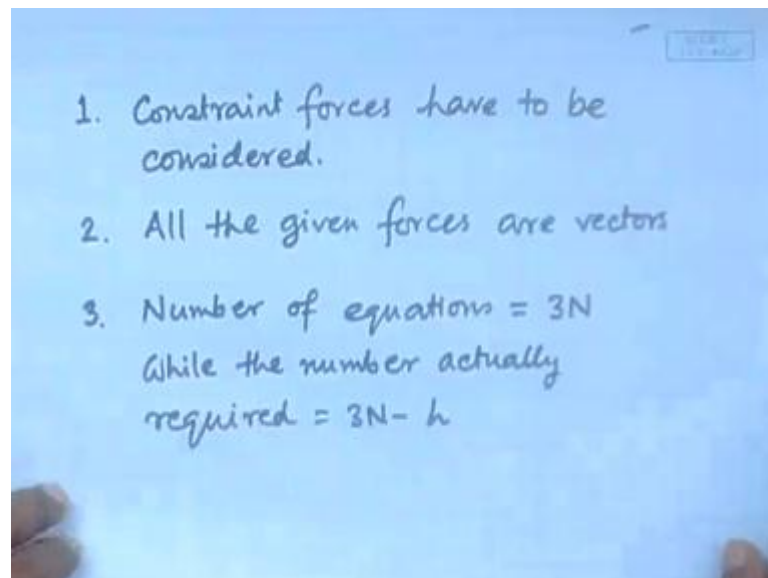 1. Constraint forces have to be
considered.
2. All the given forces are vectors
3. Number of equations = 3N
While the number actually
required = 3N- h